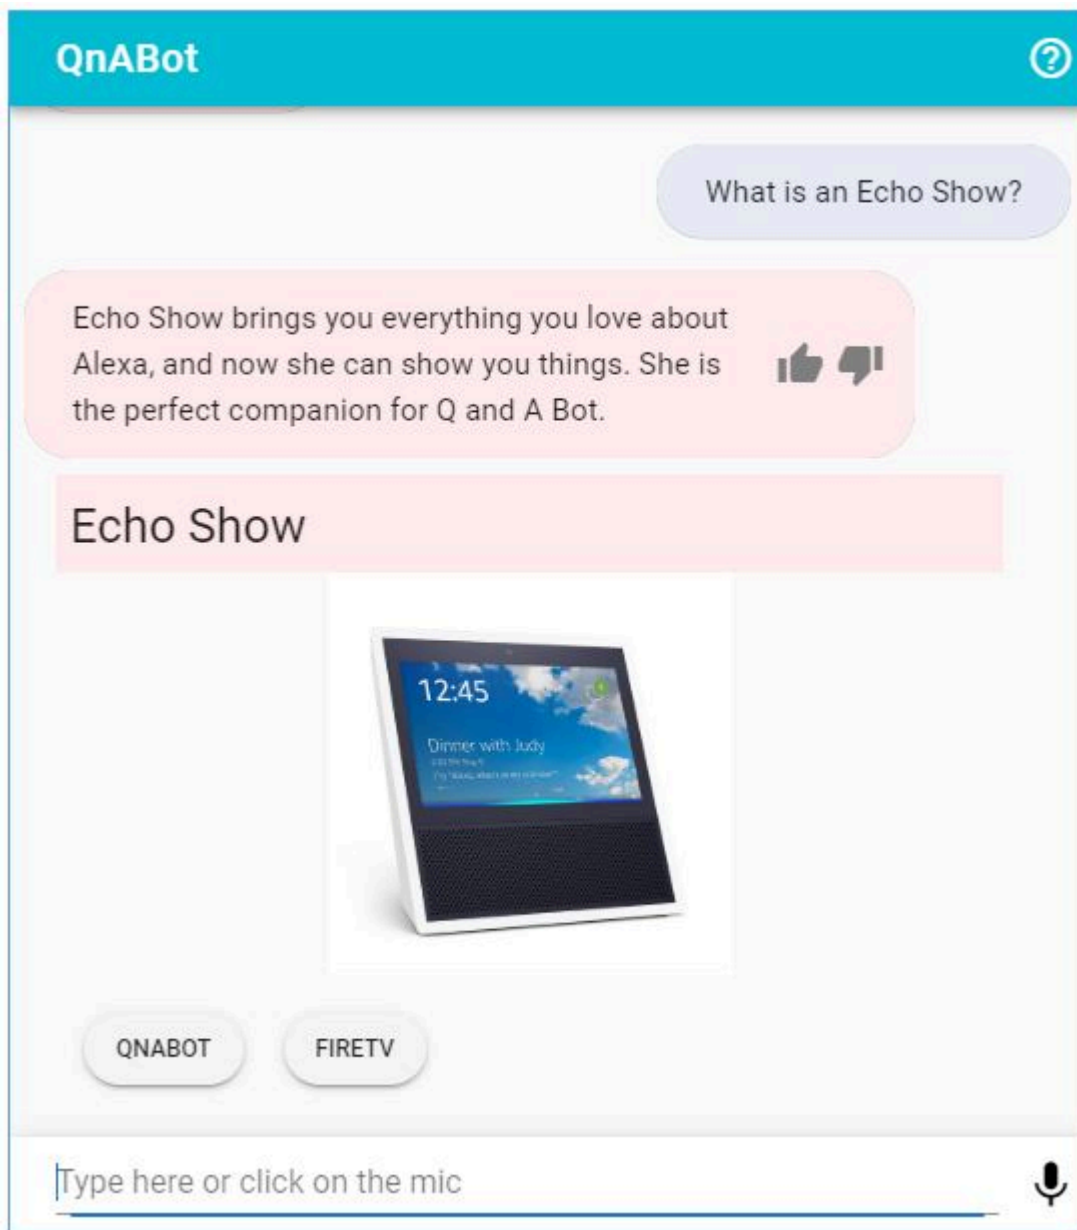 QnABot
What is an Echo Show?
Echo Show brings you everything you love about
Alexa, and now she can show you things. She is
the perfect companion for Q and A Bot.
Echo Show
12:45
Dinner with Judy
QNABOT
FIRETV
Type here or click on the mic